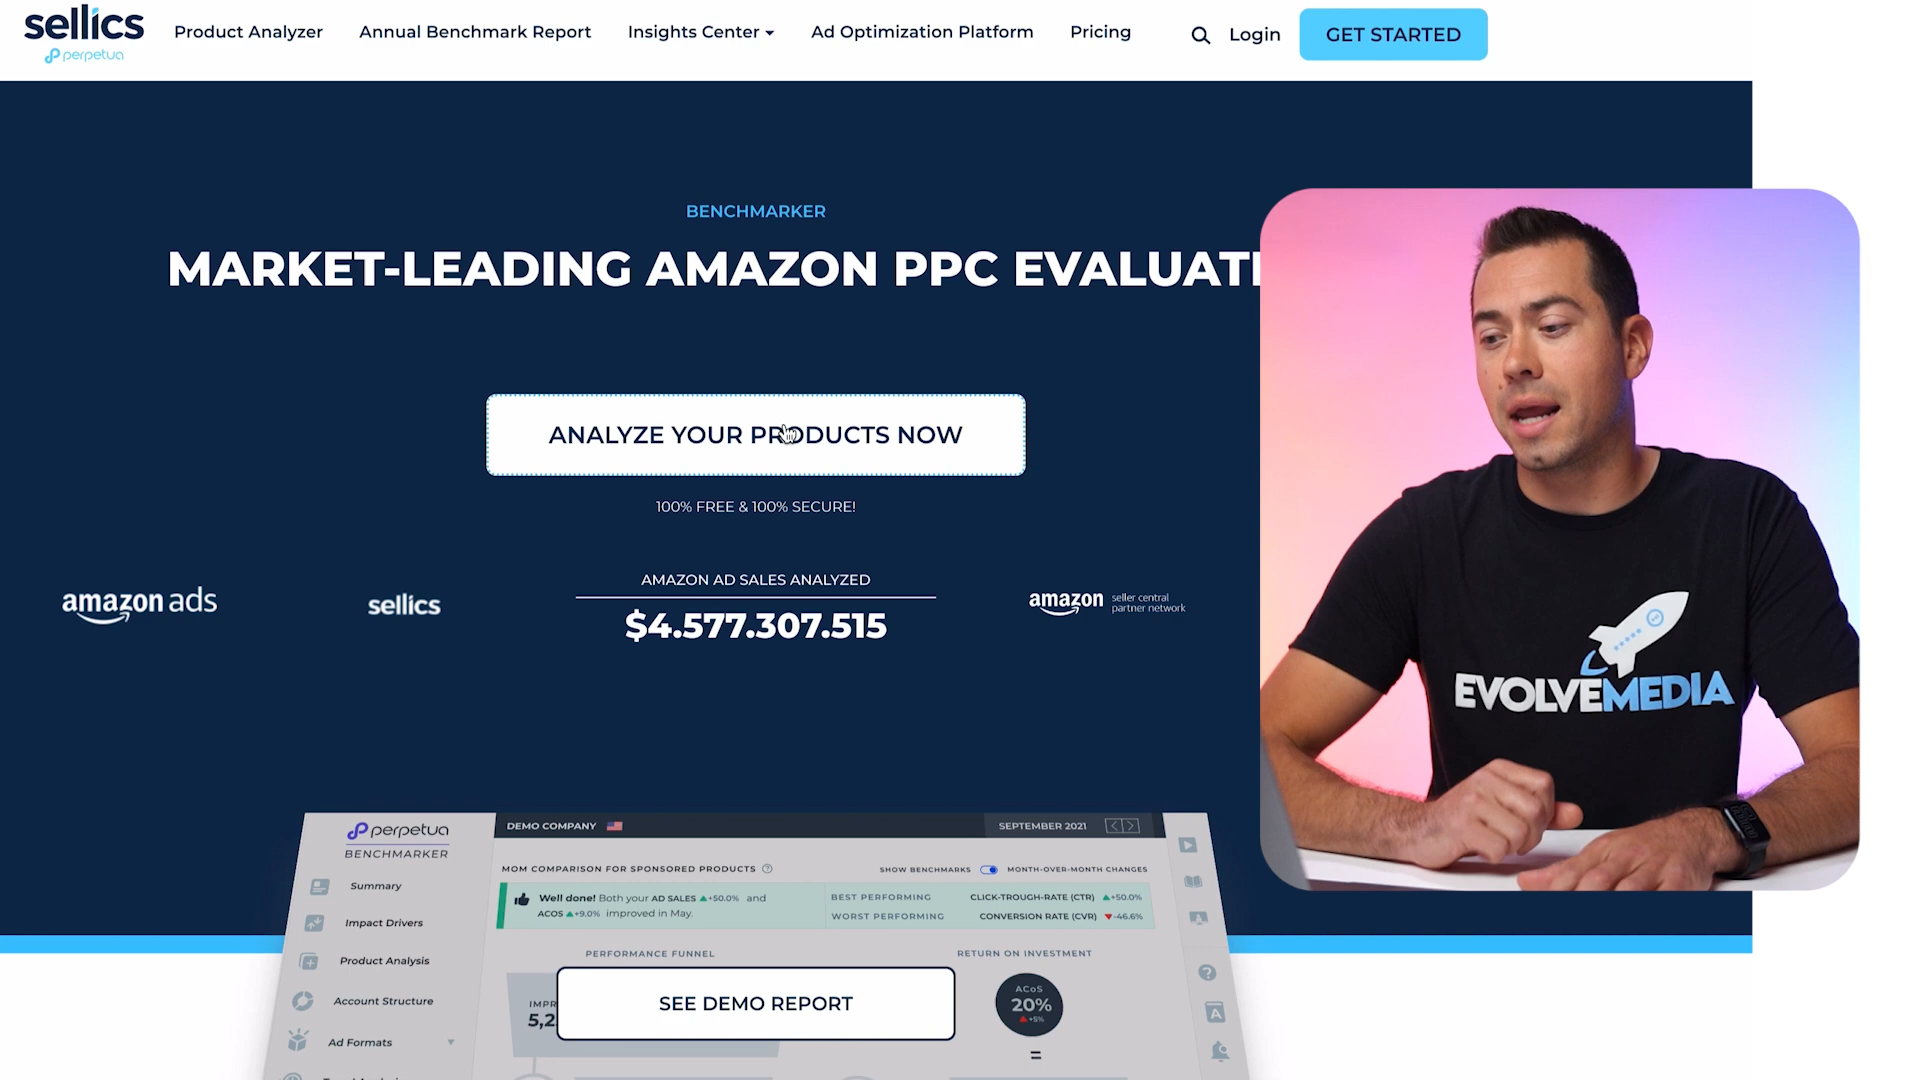 sellics
perpetua
Product Analyzer
Annual Benchmark Report
Insights Center
Ad Optimization Platform
Pricing
Login
GET STARTED
BENCHMARKER
MARKET-LEADING AMAZON PPC
ANALYZE YOUR PRODUCTS NOW
100% FREE & 100% SECURE!
amazon ads
sellics
AMAZON AD SALES ANALYZED
$4.577.307.515
amazon seller central
partner network
EVOLVEMEDIA
perpetua
BENCHMARKER
Summary
Impact Drivers
Product Analysis
Account Structure
Ad Formats
DEMO COMPANY
SEPTEMBER 2021
MOM COMPARISON FOR SPONSORED PRODUCTS
SHOW BENCHMARKS
MONTH-OVER-MONTH CHANGES
Well done! Both your AD SALES ▲+50.0% and
ACOS ▲+9.0% improved in May.
BEST PERFORMING CLICK-TROUGH-RATE (CTR) ▲+50.0%
WORST PERFORMING CONVERSION RATE (CVR) ▼-46.6%
PERFORMANCE FUNNEL
RETURN ON INVESTMENT
SEE DEMO REPORT
ACoS
20%
+5%
=